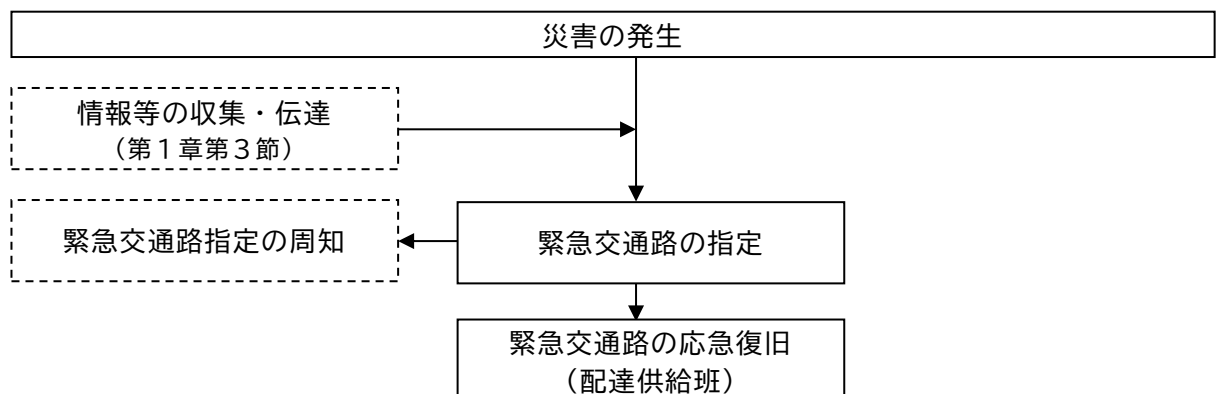 災害の発生
情報等の収集・伝達
（第１章第３節）
緊急交通路指定の周知
緊急交通路の指定
緊急交通路の応急復旧
（配達供給班）